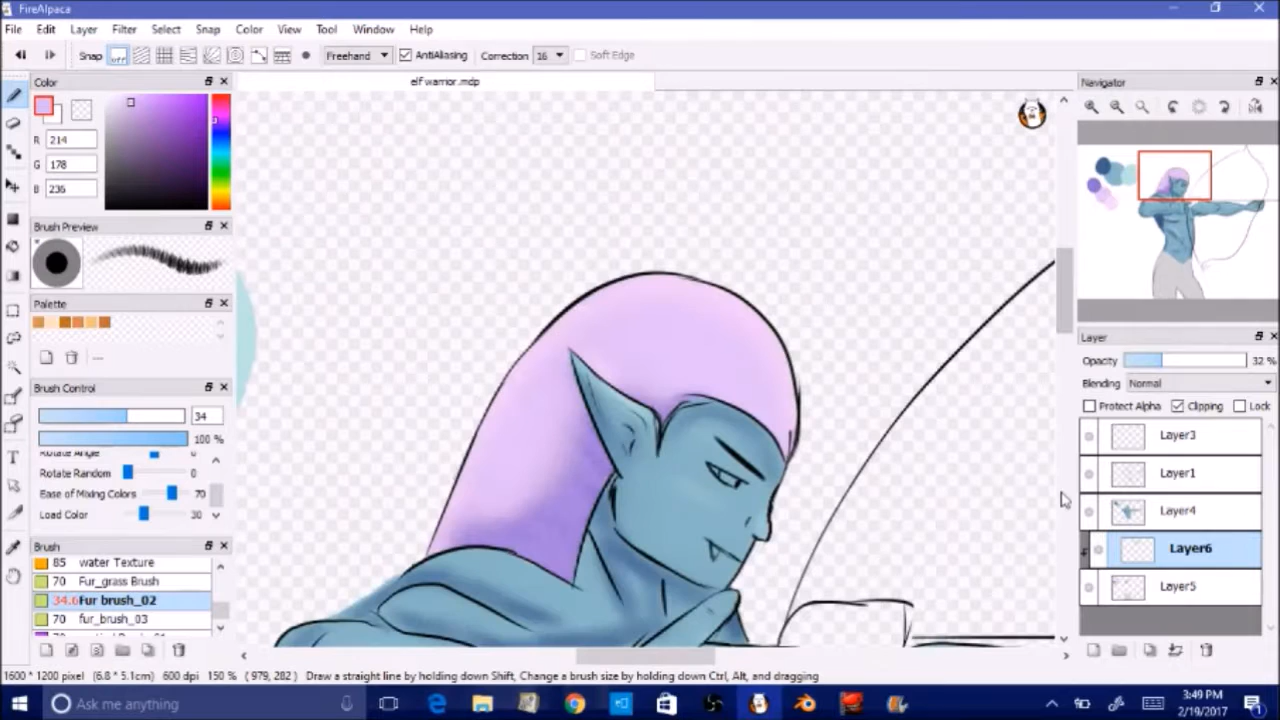 FireAlpaca
File Edit Layer Filter Select Snap Color View Tool Window Help
Snap off Freehand AntiAliasing Correction 16 Soft Edge
Color
elf warrior.mdp
Navigator
R 214
G 178
B 236
Brush Preview
Palette
Layer
Opacity 32 %
Blending Normal
Brush Control
Protect Alpha Clipping Lock
34
100 %
Rotate Angle 0
Rotate Random 0
Ease of Mixing Colors 70
Load Color 30
Layer3
Layer1
Layer4
Layer6
Layer5
Brush
85 water Texture
70 Fur_grass Brush
34.6 Fur brush_02
70 fur_brush_03
1600 * 1200 pixel (6.8 * 5.1cm) 600 dpi 150 % ( 979, 282 ) Draw a straight line by holding down Shift, Change a brush size by holding down Ctrl, Alt, and dragging
Ask me anything
3:49 PM
2/19/2017